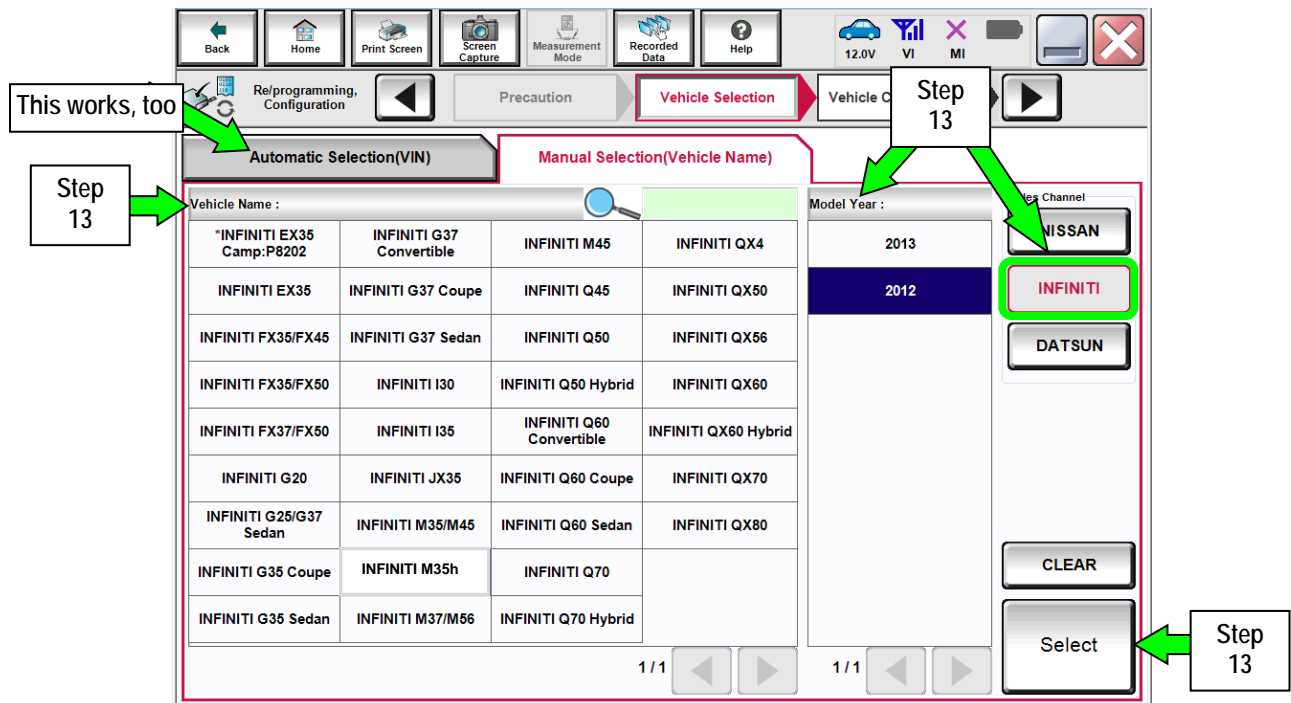 Back
Home
Print Screen
Screen
Capture
Measurement
Mode
Recorded
Data
Help
12.0V
VI
MI
This works, too
Re/programming,
Configuration
Precaution
Vehicle Selection
Vehicle C
Step
13
Automatic Selection(VIN)
Manual Selection(Vehicle Name)
Step
13
Vehicle Name :
Model Year :
Channel
*INFINITI EX35
Camp:P8202
INFINITI G37
Convertible
INFINITI M45
INFINITI QX4
2013
NISSAN
INFINITI EX35
INFINITI G37 Coupe
INFINITI Q45
INFINITI QX50
2012
INFINITI
INFINITI FX35/FX45
INFINITI G37 Sedan
INFINITI Q50
INFINITI QX56
DATSUN
INFINITI FX35/FX50
INFINITI I30
INFINITI Q50 Hybrid
INFINITI QX60
INFINITI FX37/FX50
INFINITI I35
INFINITI Q60
Convertible
INFINITI QX60 Hybrid
INFINITI G20
INFINITI JX35
INFINITI Q60 Coupe
INFINITI QX70
INFINITI G25/G37
Sedan
INFINITI M35/M45
INFINITI Q60 Sedan
INFINITI QX80
INFINITI G35 Coupe
INFINITI M35h
INFINITI Q70
CLEAR
INFINITI G35 Sedan
INFINITI M37/M56
INFINITI Q70 Hybrid
Select
Step
13
1/1
1/1